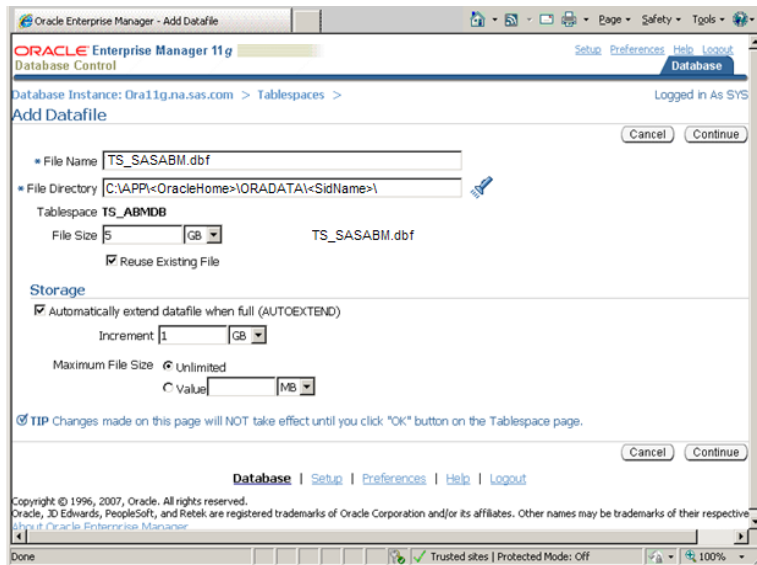 Oracle Enterprise Manager - Add Datafile
Page Safety Tools
ORACLE Enterprise Manager 11g
Database Control
Setup Preferences Help Logout
Database
Database Instance: Ora11g.na.sas.com > Tablespaces >
Logged in As SYS
Add Datafile
Cancel Continue
* File Name TS_SASABM.dbf
* File Directory C:\APP\<OracleHome>\ORADATA\<SidName>\
Tablespace TS_ABMDB
File Size 5 GB TS_SASABM.dbf
Reuse Existing File
Storage
Automatically extend datafile when full (AUTOEXTEND)
Increment 1 GB
Maximum File Size Unlimited
Value MB
TIP Changes made on this page will NOT take effect until you click "OK" button on the Tablespace page.
Cancel Continue
Database | Setup | Preferences | Help | Logout
Copyright © 1996, 2007, Oracle. All rights reserved.
Oracle, JD Edwards, PeopleSoft, and Retek are registered trademarks of Oracle Corporation and/or its affiliates. Other names may be trademarks of their respective
About Oracle Enterprise Manager
Done Trusted sites | Protected Mode: Off 100%